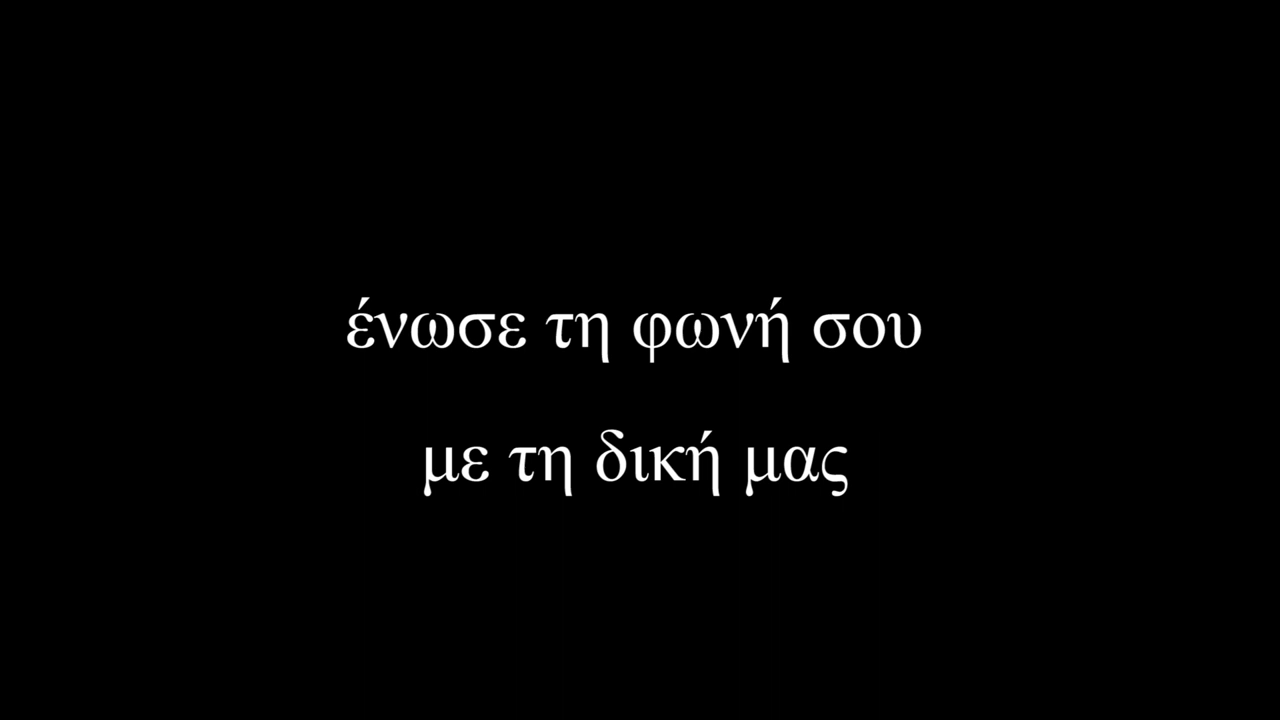 ένωσε τη φωνή σου
με τη δική μας